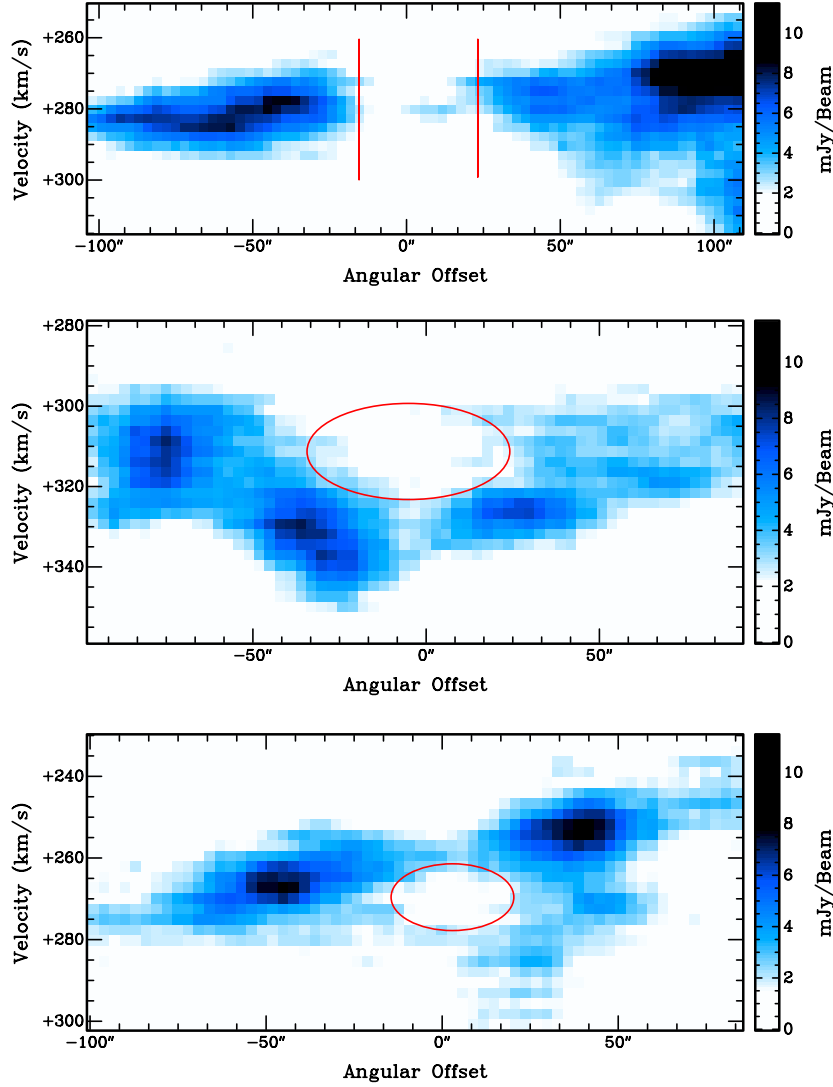 +260
+280
+300
Velocity (km/s)
−100″ −50″ 0″ 50″ 100″
Angular Offset
0 2 4 6 8 10
mJy/Beam
+280
+300
+320
+340
Velocity (km/s)
−50″ 0″ 50″
Angular Offset
0 2 4 6 8 10
mJy/Beam
+240
+260
+280
+300
Velocity (km/s)
−100″ −50″ 0″ 50″
Angular Offset
0 2 4 6 8 10
mJy/Beam